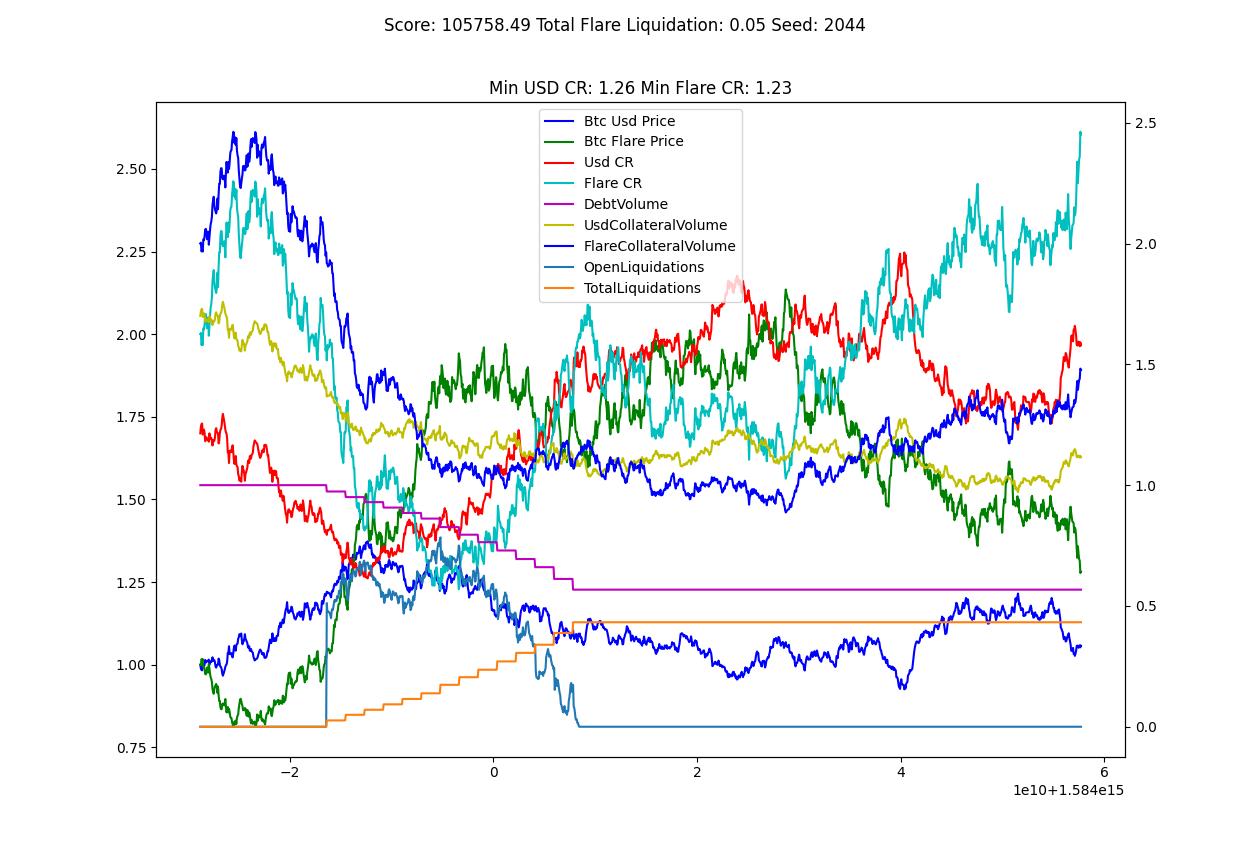 Score: 105758.49 Total Flare Liquidation: 0.05 Seed: 2044
Min USD CR: 1.26 Min Flare CR: 1.23
Btc Usd Price
Btc Flare Price
Usd CR
Flare CR
DebtVolume
UsdCollateralVolume
FlareCollateralVolume
OpenLiquidations
TotalLiquidations
2.50
2.25
2.00
1.75
1.50
1.25
1.00
0.75
2.5
2.0
1.5
1.0
0.5
0.0
−2
0
2
4
6
1e10+1.584e15